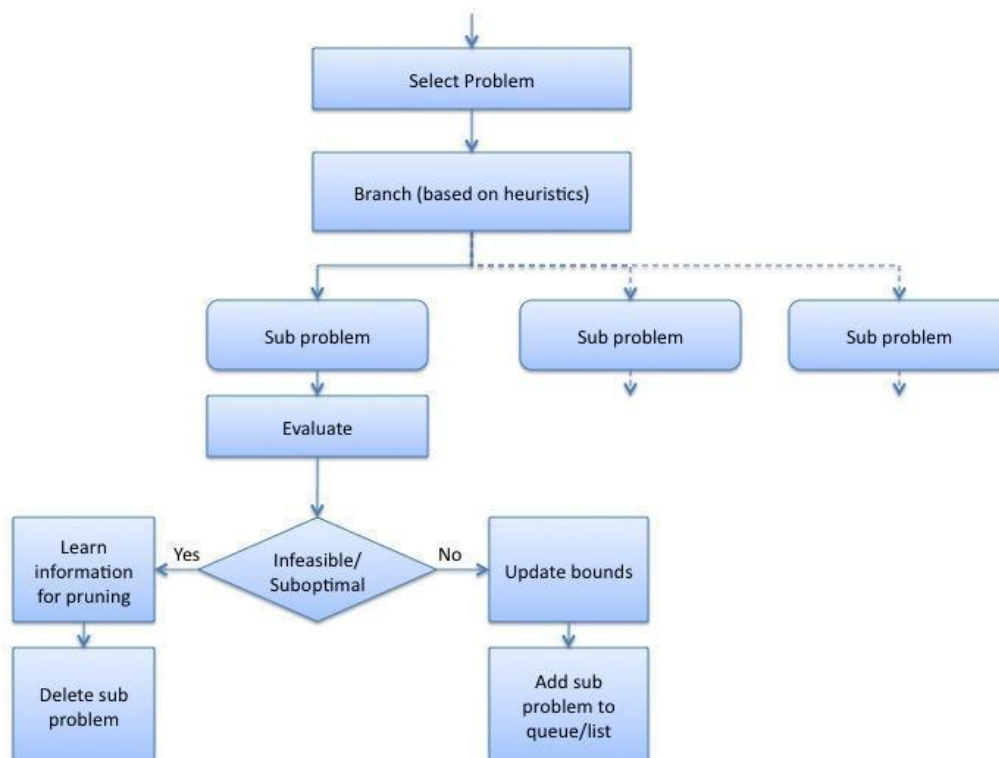 Select Problem
Branch (based on heuristics)
Sub problem
Sub problem
Sub problem
Evaluate
Learn
information
for pruning
Yes
Infeasible/
Suboptimal
No
Update bounds
Delete sub
problem
Add sub
problem to
queue/list